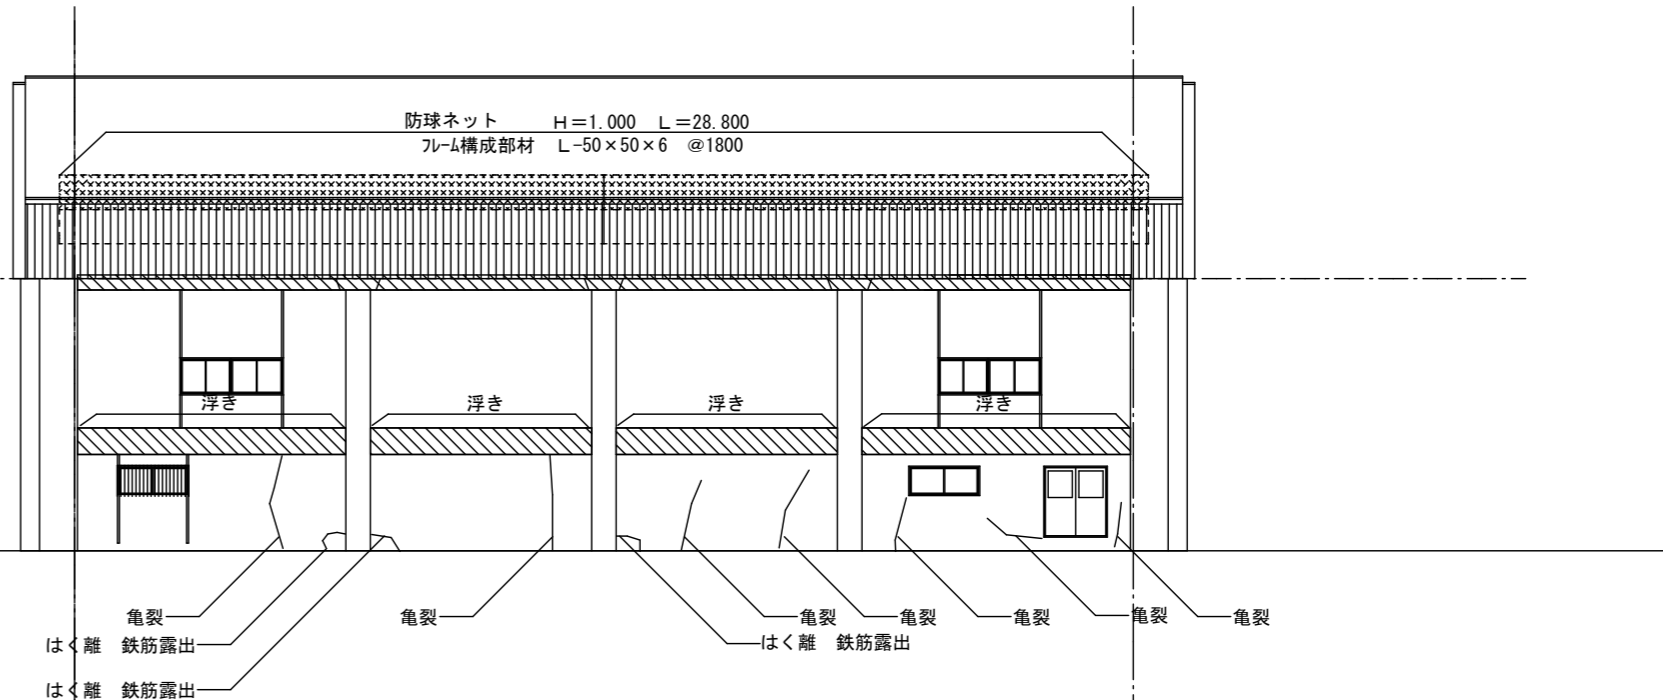 防球ネット　Ｈ＝1.000　Ｌ＝28.800
フレーム構成部材　Ｌ-50×50×6　@1800
浮き
浮き
浮き
浮き
亀裂
亀裂
亀裂
亀裂
亀裂
亀裂
亀裂
はく離　鉄筋露出
はく離　鉄筋露出
はく離　鉄筋露出